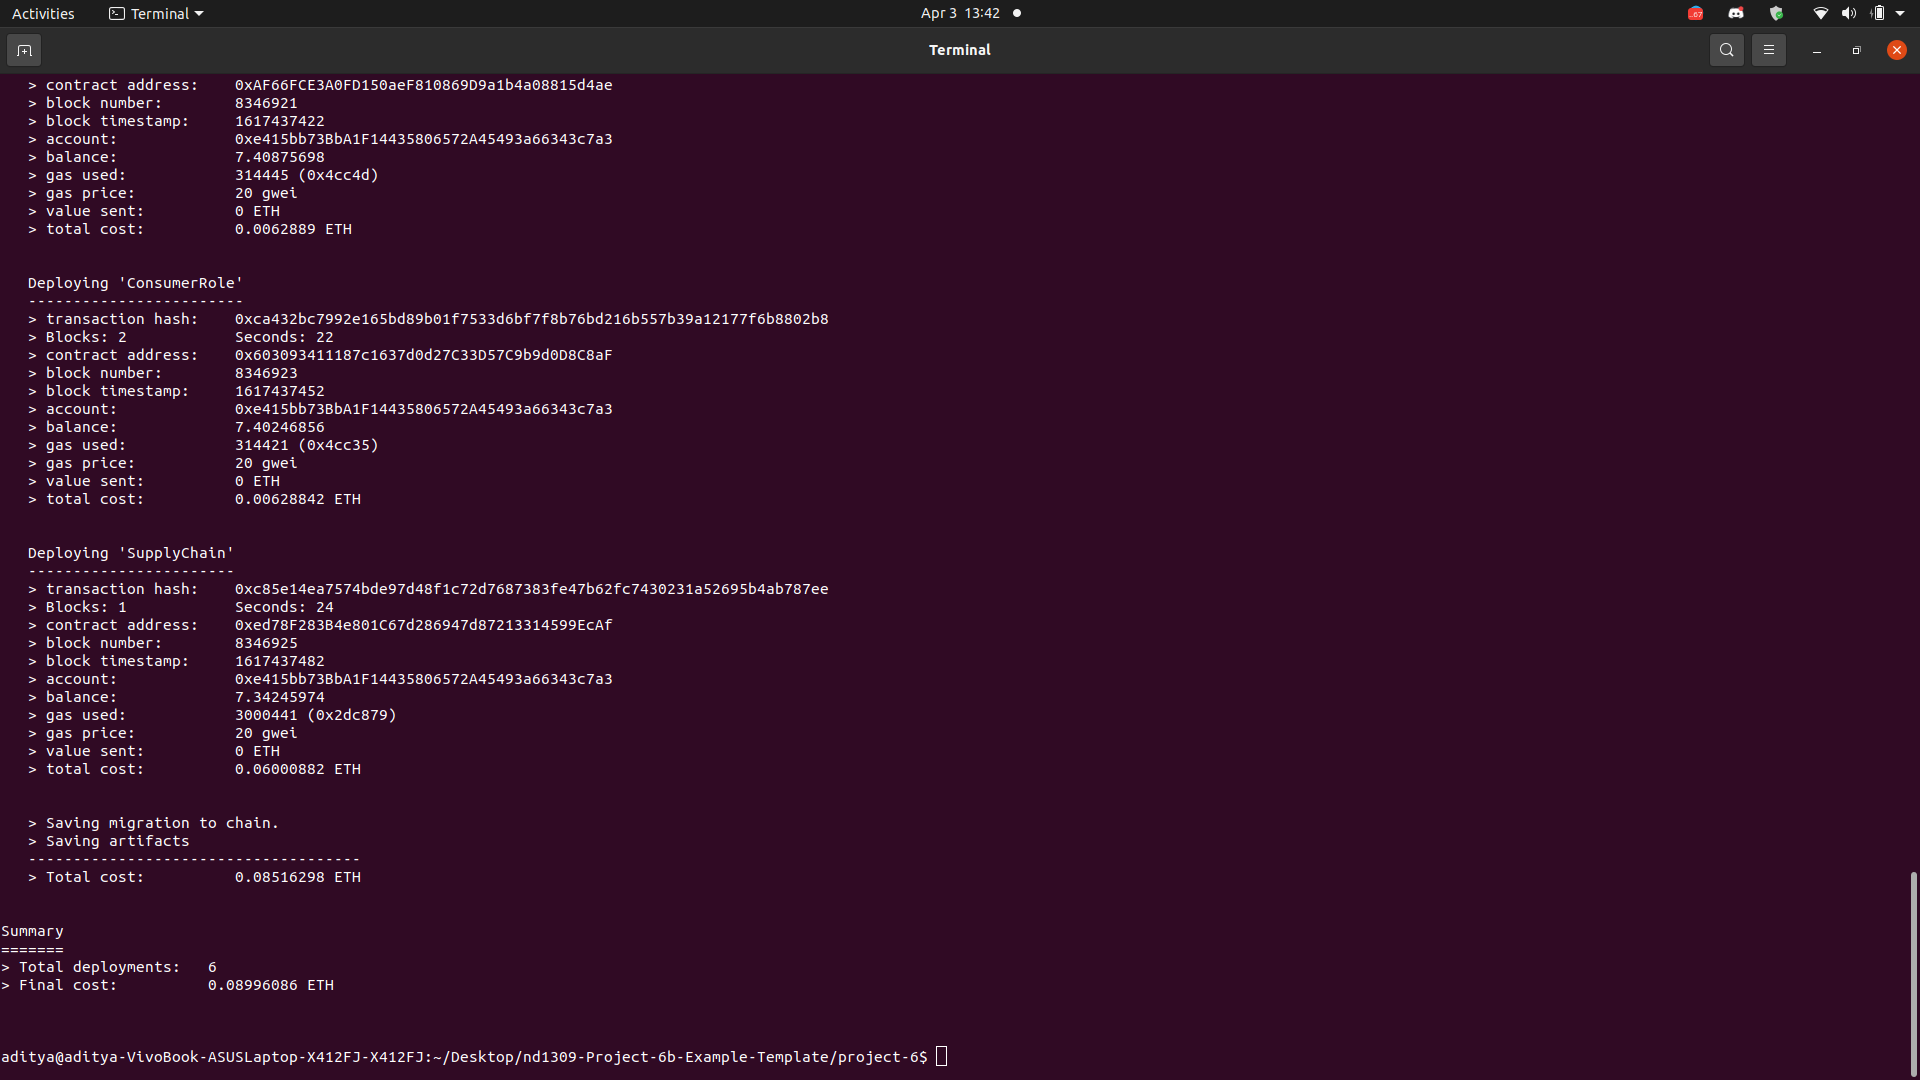 Activities Terminal Apr 3 13:42
Terminal
> contract address: 0xAF66FCE3A0FD150aeF810869D9a1b4a08815d4ae
> block number: 8346921
> block timestamp: 1617437422
> account: 0xe415bb73BbA1F14435806572A45493a66343c7a3
> balance: 7.40875698
> gas used: 314445 (0x4cc4d)
> gas price: 20 gwei
> value sent: 0 ETH
> total cost: 0.0062889 ETH
Deploying 'ConsumerRole'
------------------------
> transaction hash: 0xca432bc7992e165bd89b01f7533d6bf7f8b76bd216b557b39a12177f6b8802b8
> Blocks: 2 Seconds: 22
> contract address: 0x603093411187c1637d0d27C33D57C9b9d0D8C8aF
> block number: 8346923
> block timestamp: 1617437452
> account: 0xe415bb73BbA1F14435806572A45493a66343c7a3
> balance: 7.40246856
> gas used: 314421 (0x4cc35)
> gas price: 20 gwei
> value sent: 0 ETH
> total cost: 0.00628842 ETH
Deploying 'SupplyChain'
-----------------------
> transaction hash: 0xc85e14ea7574bde97d48f1c72d7687383fe47b62fc7430231a52695b4ab787ee
> Blocks: 1 Seconds: 24
> contract address: 0xed78F283B4e801C67d286947d87213314599EcAf
> block number: 8346925
> block timestamp: 1617437482
> account: 0xe415bb73BbA1F14435806572A45493a66343c7a3
> balance: 7.34245974
> gas used: 3000441 (0x2dc879)
> gas price: 20 gwei
> value sent: 0 ETH
> total cost: 0.06000882 ETH
> Saving migration to chain.
> Saving artifacts
-------------------------------------
> Total cost: 0.08516298 ETH
Summary
=======
> Total deployments: 6
> Final cost: 0.08996086 ETH
aditya@aditya-VivoBook-ASUSLaptop-X412FJ-X412FJ:~/Desktop/nd1309-Project-6b-Example-Template/project-6$